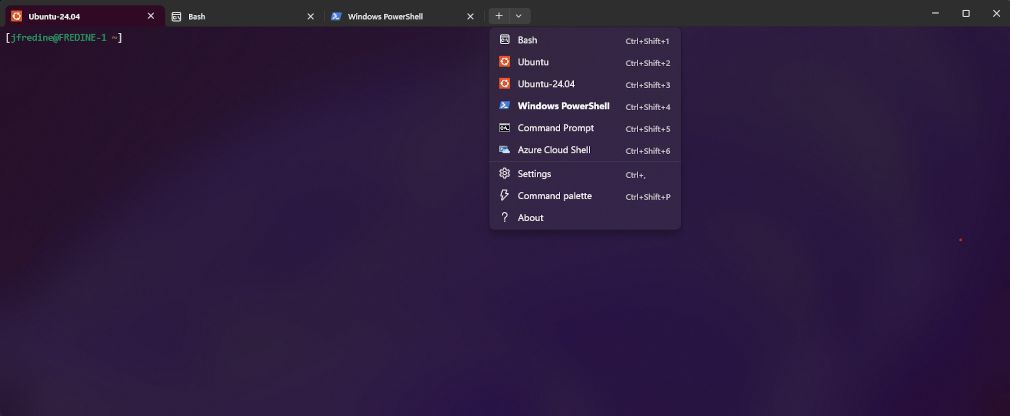 Ubuntu-24.04 Bash Windows PowerShell
[jfredine@FREDINE-1 ~]
Bash Ctrl+Shift+1
Ubuntu Ctrl+Shift+2
Ubuntu-24.04 Ctrl+Shift+3
Windows PowerShell Ctrl+Shift+4
Command Prompt Ctrl+Shift+5
Azure Cloud Shell Ctrl+Shift+6
Settings Ctrl+,
Command palette Ctrl+Shift+P
About